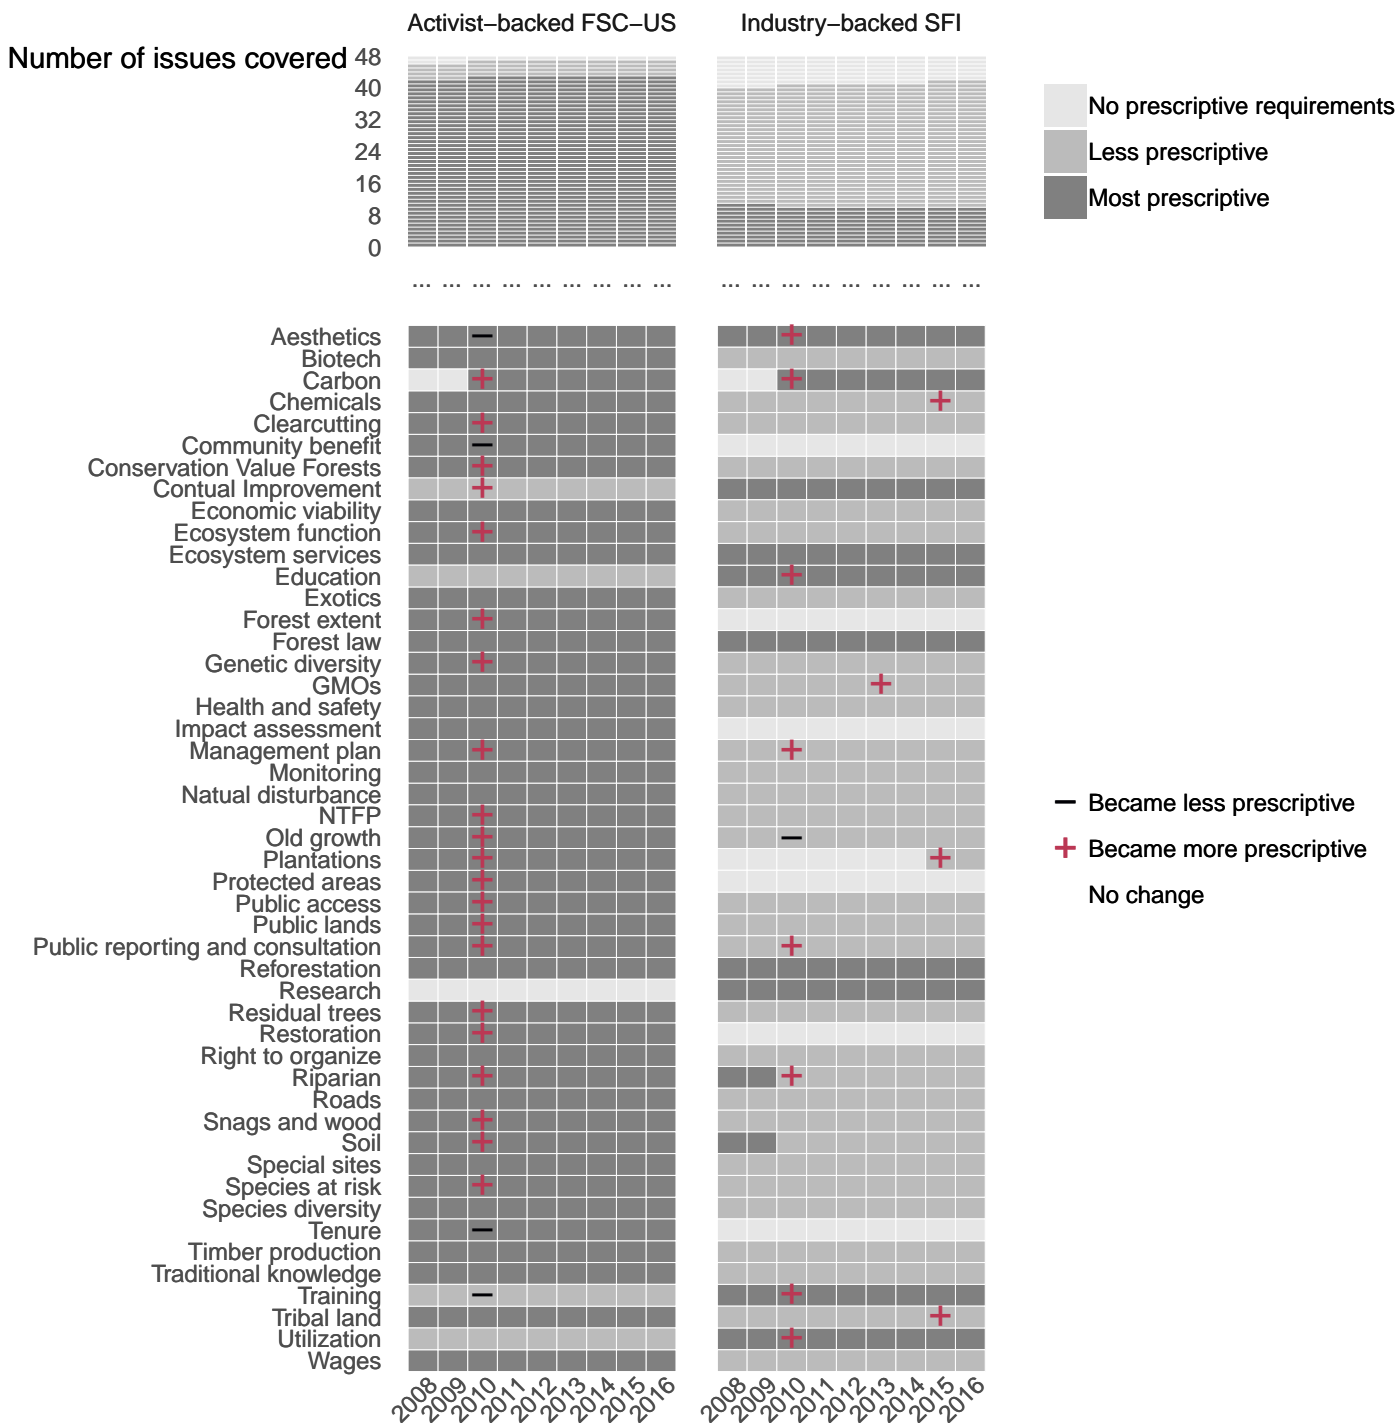 Activist−backed FSC−US
Industry−backed SFI
Number of issues covered
48
40
32
24
16
8
0
No prescriptive requirements
Less prescriptive
Most prescriptive
... ... ... ... ... ... ... ... ...
... ... ... ... ... ... ... ... ...
Aesthetics
Biotech
Carbon
Chemicals
Clearcutting
Community benefit
Conservation Value Forests
Contual Improvement
Economic viability
Ecosystem function
Ecosystem services
Education
Exotics
Forest extent
Forest law
Genetic diversity
GMOs
Health and safety
Impact assessment
Management plan
Monitoring
Natual disturbance
NTFP
Old growth
Plantations
Protected areas
Public access
Public lands
Public reporting and consultation
Reforestation
Research
Residual trees
Restoration
Right to organize
Riparian
Roads
Snags and wood
Soil
Special sites
Species at risk
Species diversity
Tenure
Timber production
Traditional knowledge
Training
Tribal land
Utilization
Wages
Became less prescriptive
Became more prescriptive
No change
2008 2009 2010 2011 2012 2013 2014 2015 2016
2008 2009 2010 2011 2012 2013 2014 2015 2016